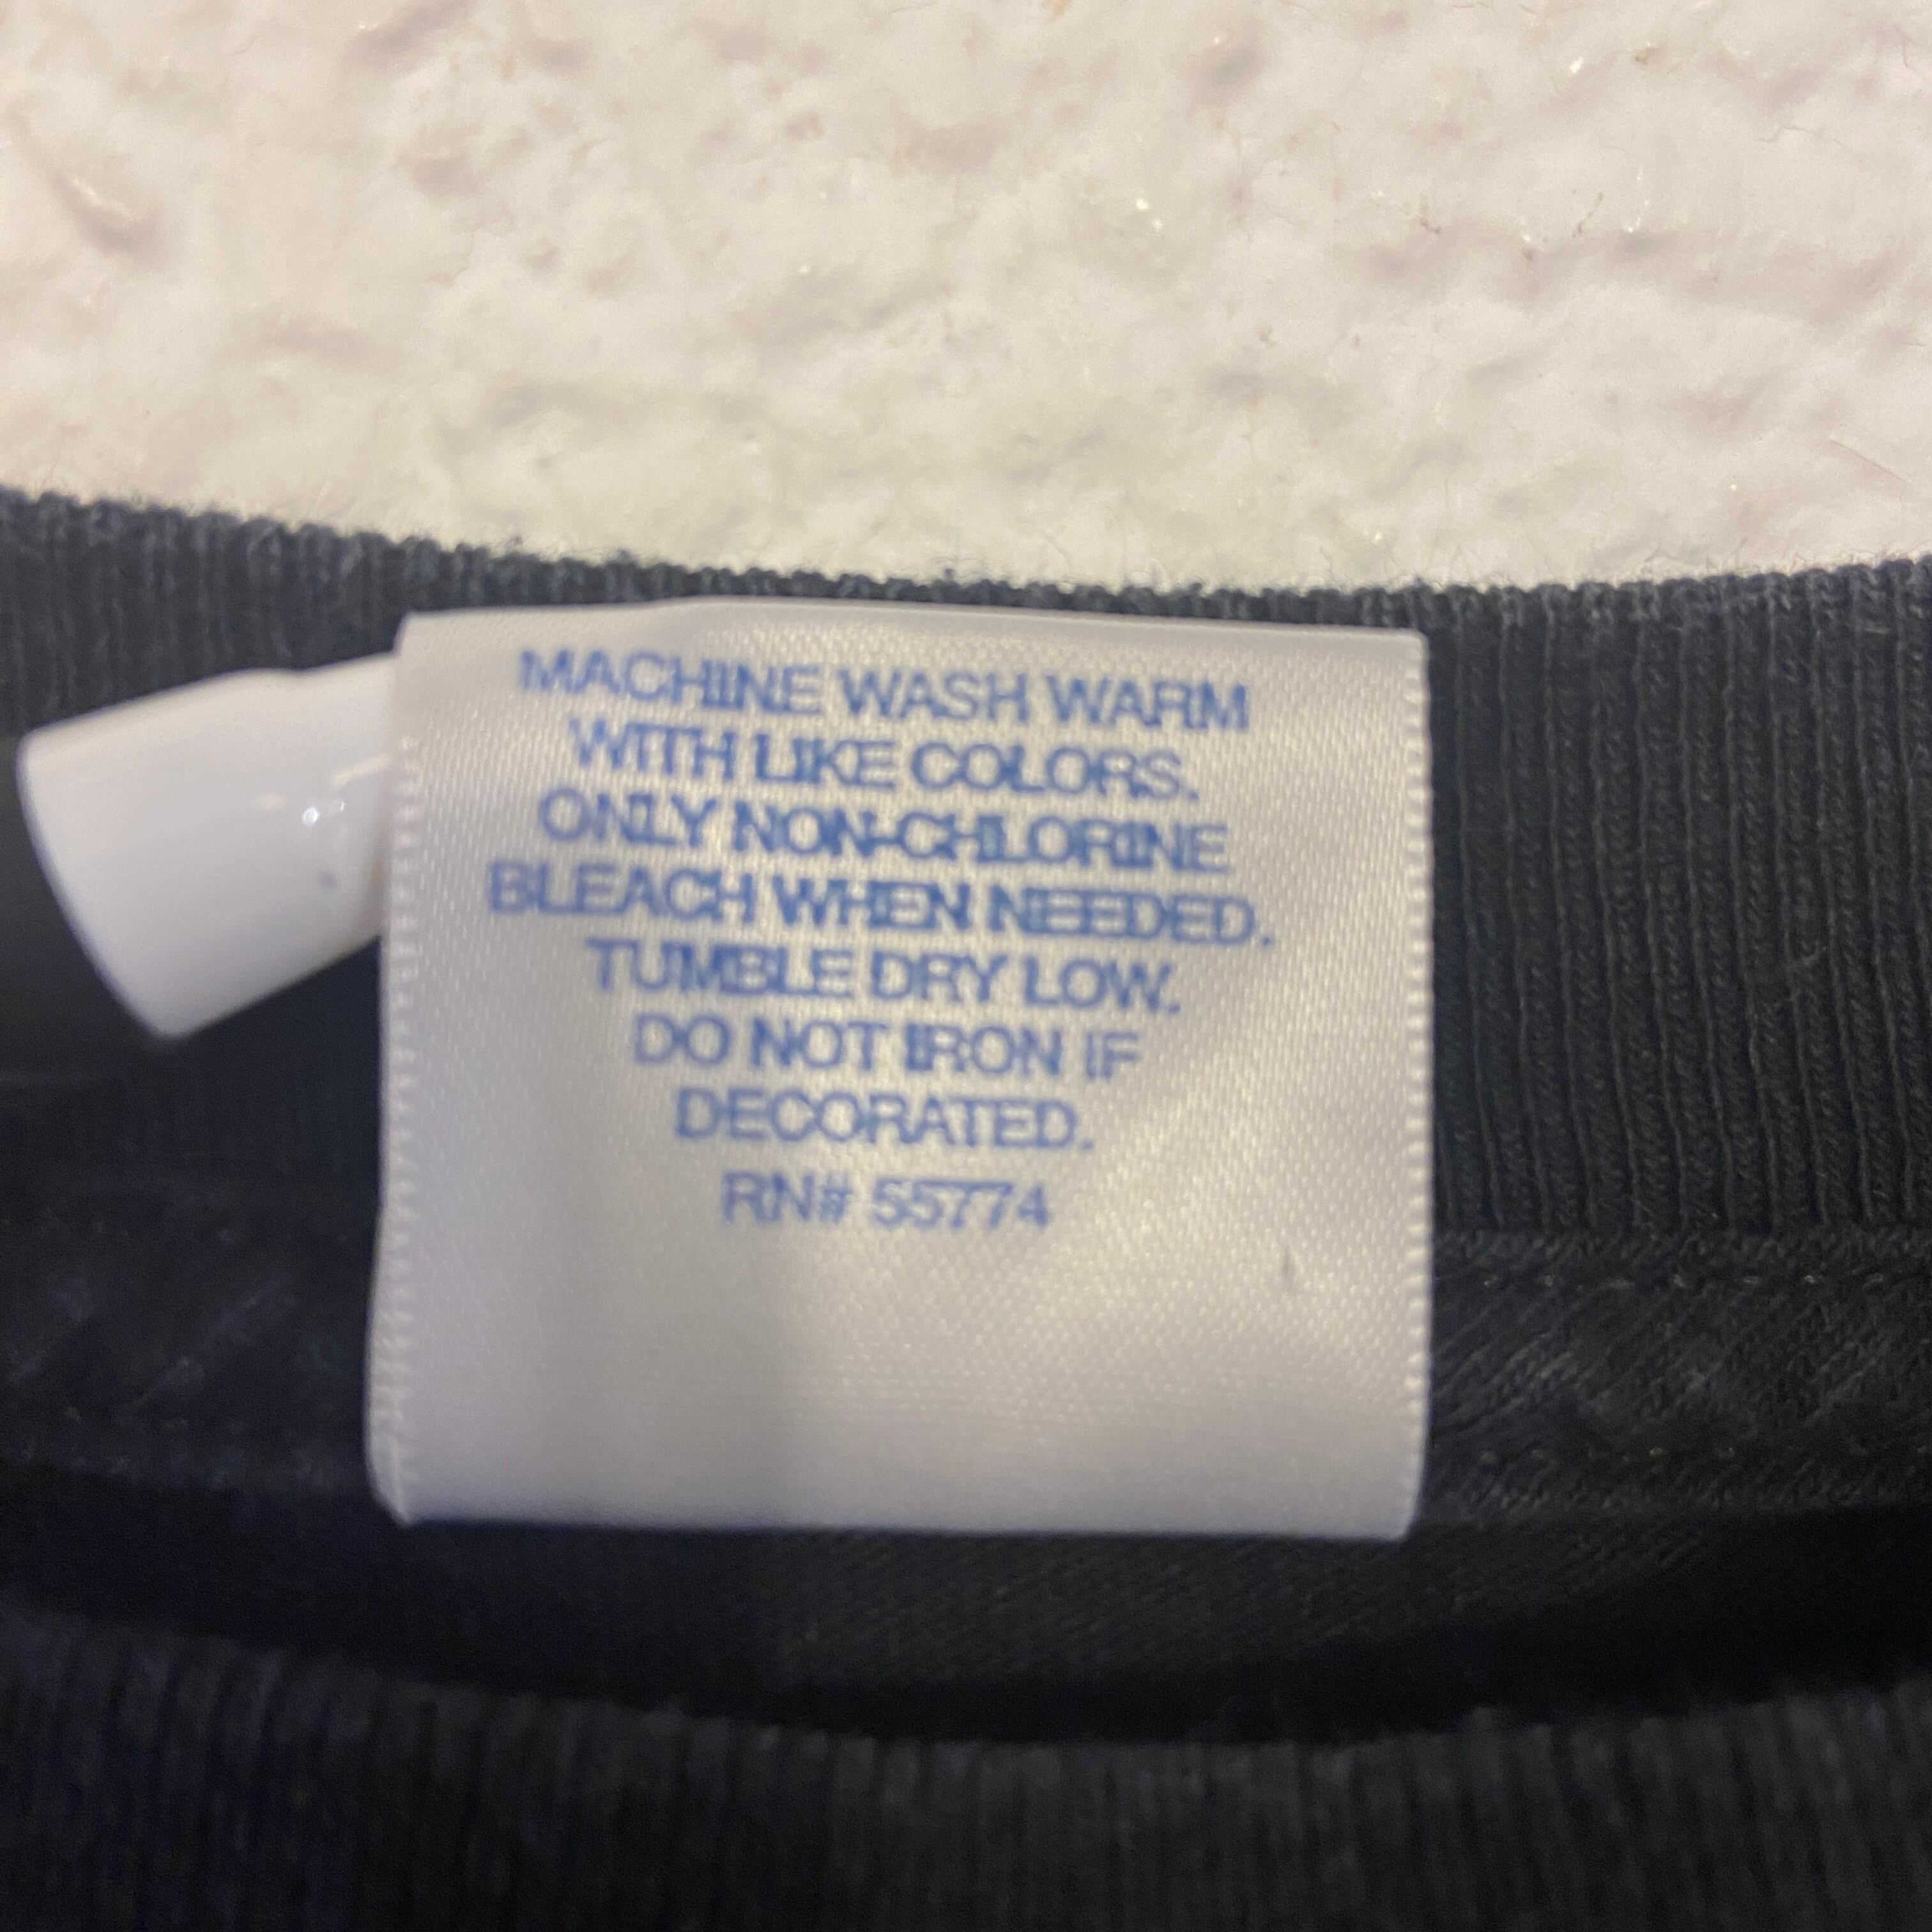 MACHINE WASH WARM
WITH LIKE COLORS.
ONLY NON-CHLORINE
BLEACH WHEN NEEDED.
TUMBLE DRY LOW.
DO NOT IRON IF
DECORATED.
RN# 55774